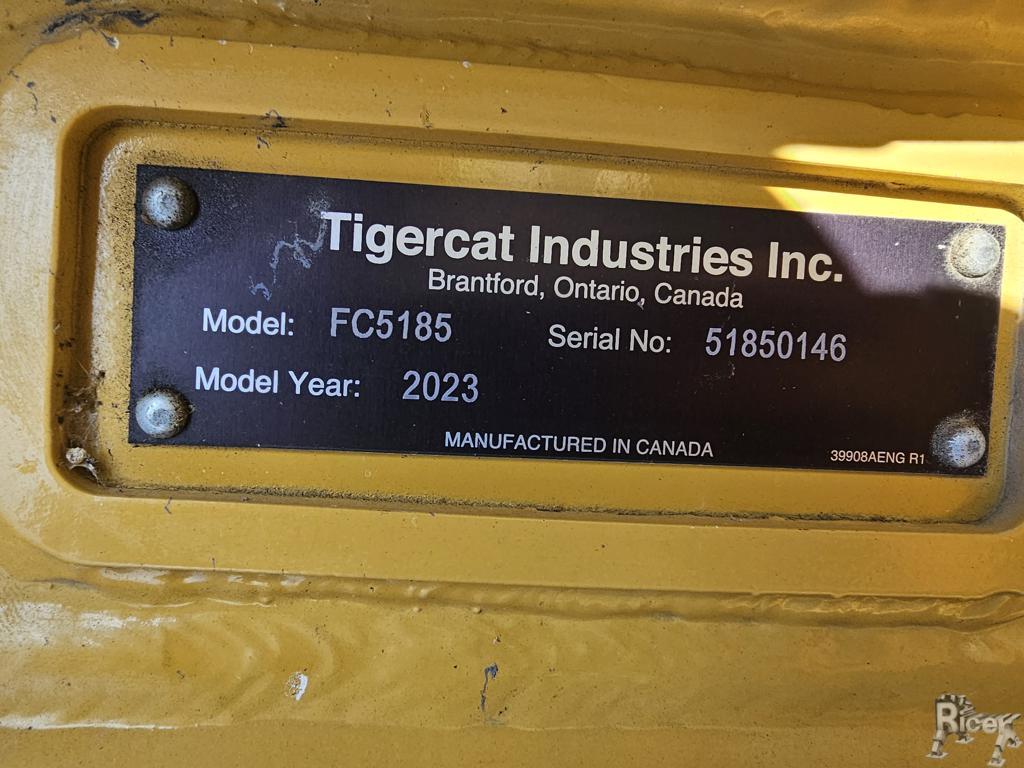 Tigercat Industries Inc.
Brantford, Ontario, Canada
Model: FC5185 Serial No: 51850146
Model Year: 2023
MANUFACTURED IN CANADA 39908AENG R1
Ricer